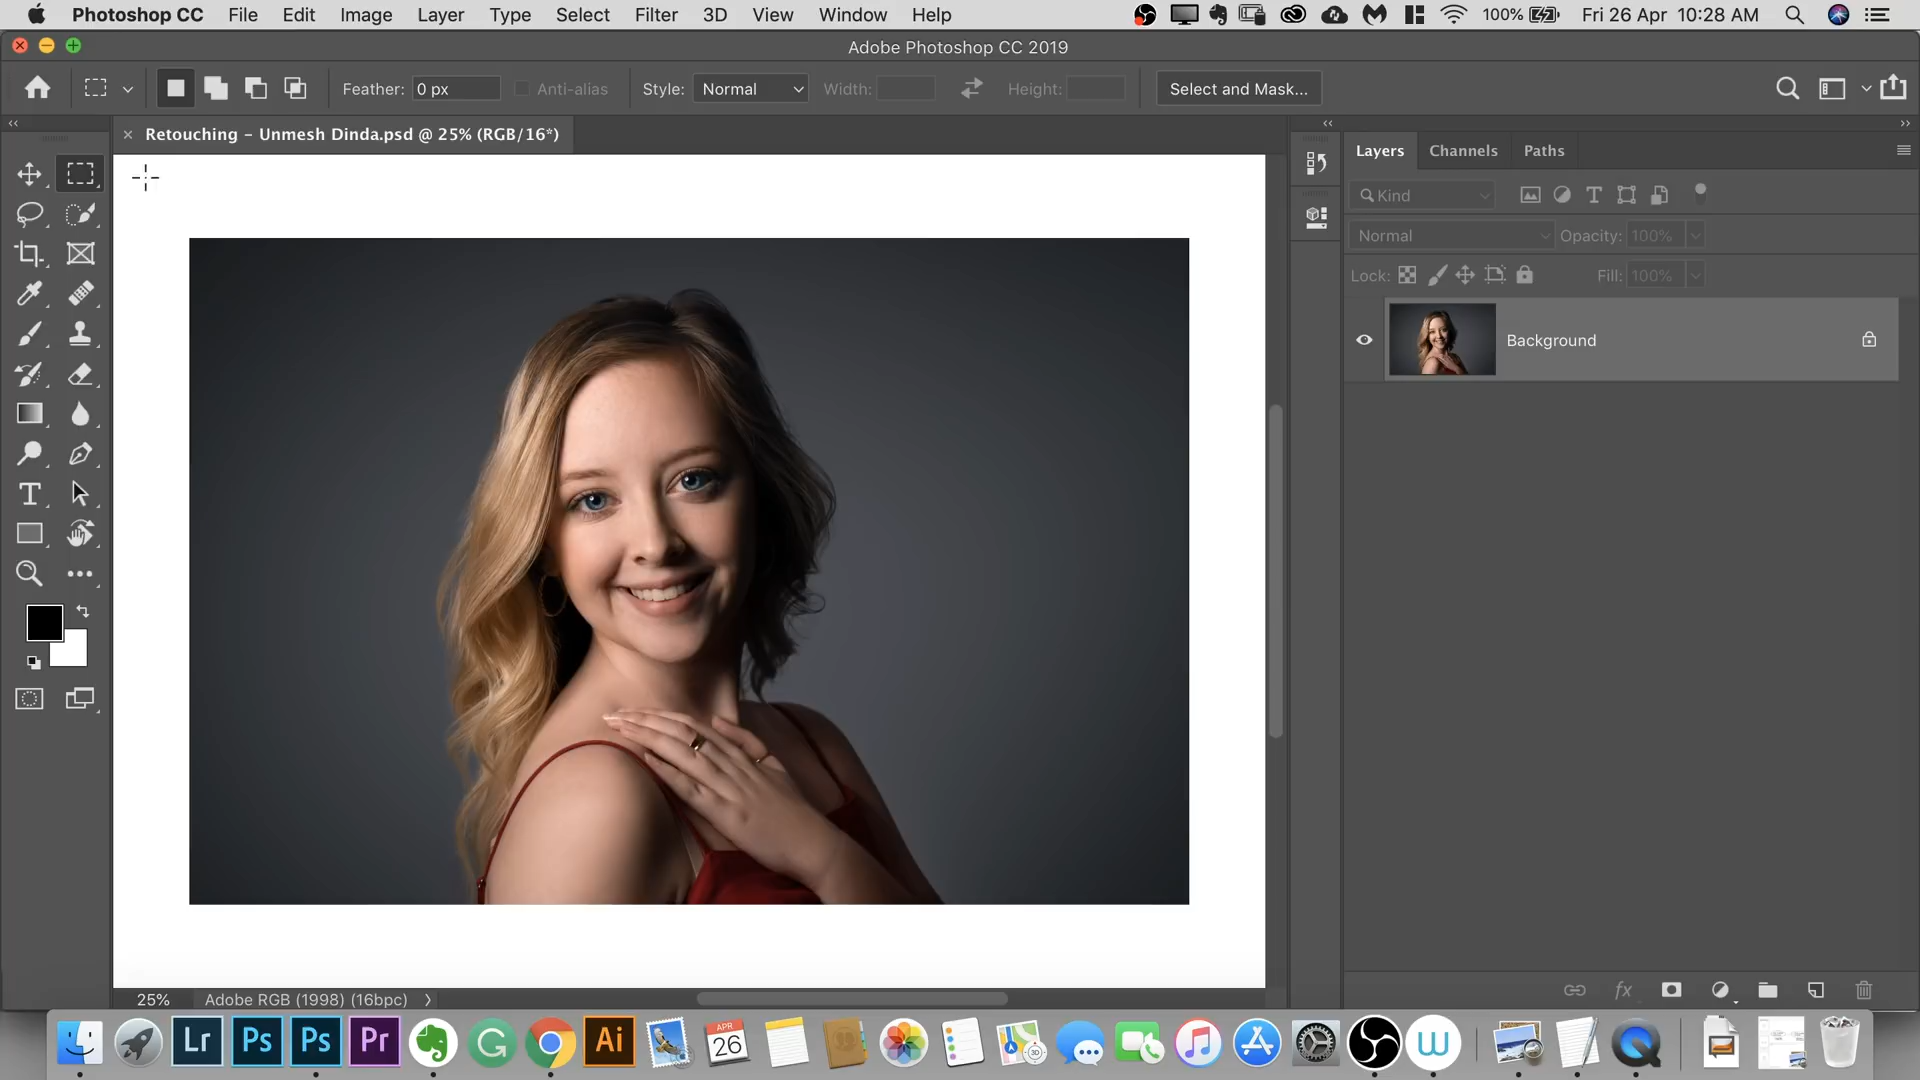 Photoshop CC File Edit Image Layer Type Select Filter 3D View Window Help 100% Fri 26 Apr 10:28 AM
Adobe Photoshop CC 2019
Feather: 0 px Anti-alias Style: Normal Width: Height: Select and Mask...
Retouching – Unmesh Dinda.psd @ 25% (RGB/16*)
Layers Channels Paths
Kind
Normal Opacity: 100%
Lock: Fill: 100%
Background
25% Adobe RGB (1998) (16bpc)
fx
Lr Ps Ps Pr Ai APR 26 3D W